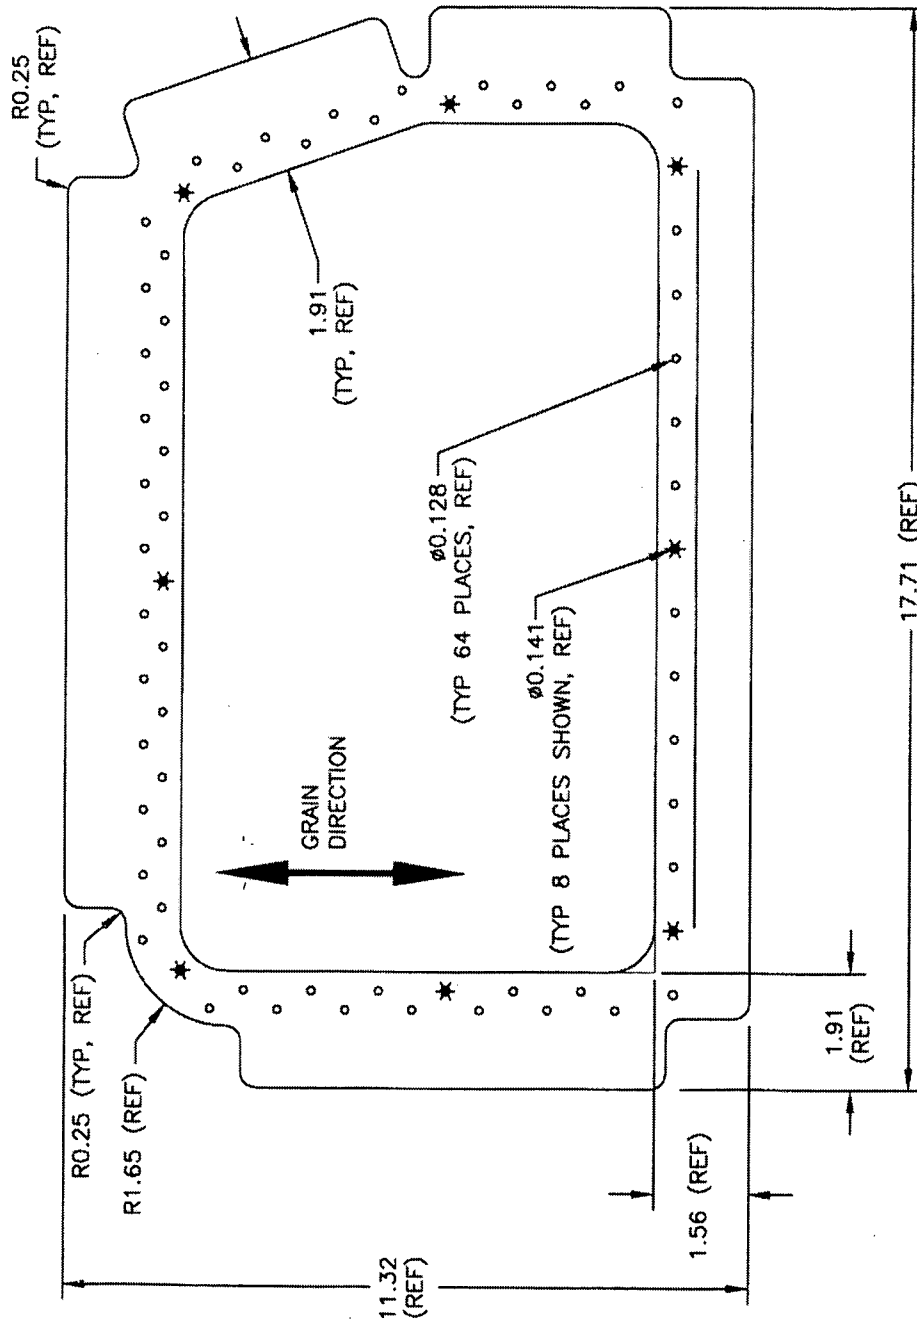 R0.25
(TYP, REF)
R0.25 (TYP, REF)
R1.65 (REF)
1.91
(TYP, REF)
GRAIN
DIRECTION
ø0.128
(TYP 64 PLACES, REF)
ø0.141
(TYP 8 PLACES SHOWN, REF)
11.32
(REF)
1.56 (REF)
1.91
(REF)
17.71 (REF)